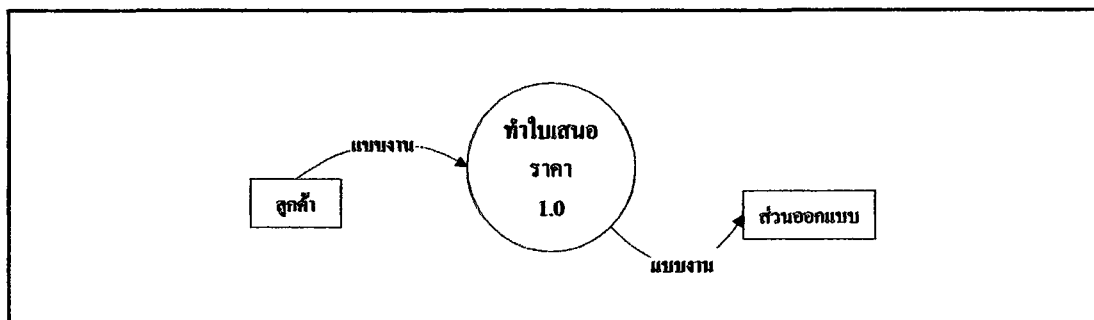 ทำใบเสนอ
ราคา
1.0
แบบงาน
ลูกค้า
ส่วนออกแบบ
แบบงาน